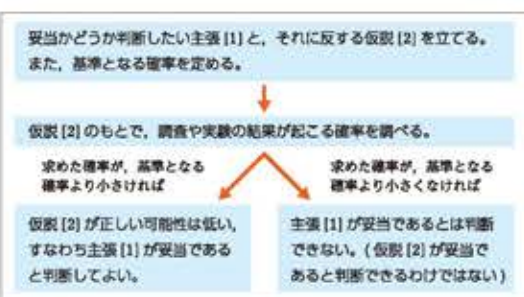 妥当かどうか判断したい主張 [1] と，それに反する仮説 [2] を立てる。
また，基準となる確率を定める。
仮説 [2] のもとで，調査や実験の結果が起こる確率を調べる。
求めた確率が，基準となる
確率より小さければ
求めた確率が，基準となる
確率より小さくなければ
仮説 [2] が正しい可能性は低い，
すなわち主張 [1] が妥当である
と判断してよい。
主張 [1] が妥当であるとは判断
できない。( 仮説 [2] が妥当で
あると判断できるわけではない )